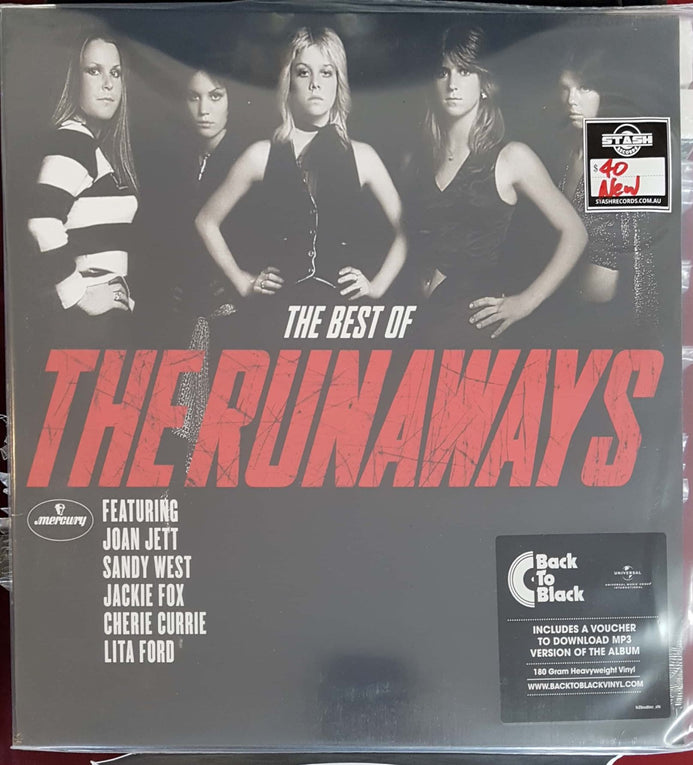 STASH
RECORDS
$40
New
STASHRECORDS.COM.AU
THE BEST OF
THE RUNAWAYS
mercury
FEATURING
JOAN JETT
SANDY WEST
JACKIE FOX
CHERIE CURRIE
LITA FORD
Back
To
Black
UNIVERSAL
UNIVERSAL MUSIC GROUP
INTERNATIONAL
INCLUDES A VOUCHER
TO DOWNLOAD MP3
VERSION OF THE ALBUM
180 Gram Heavyweight Vinyl
WWW.BACKTOBLACKVINYL.COM